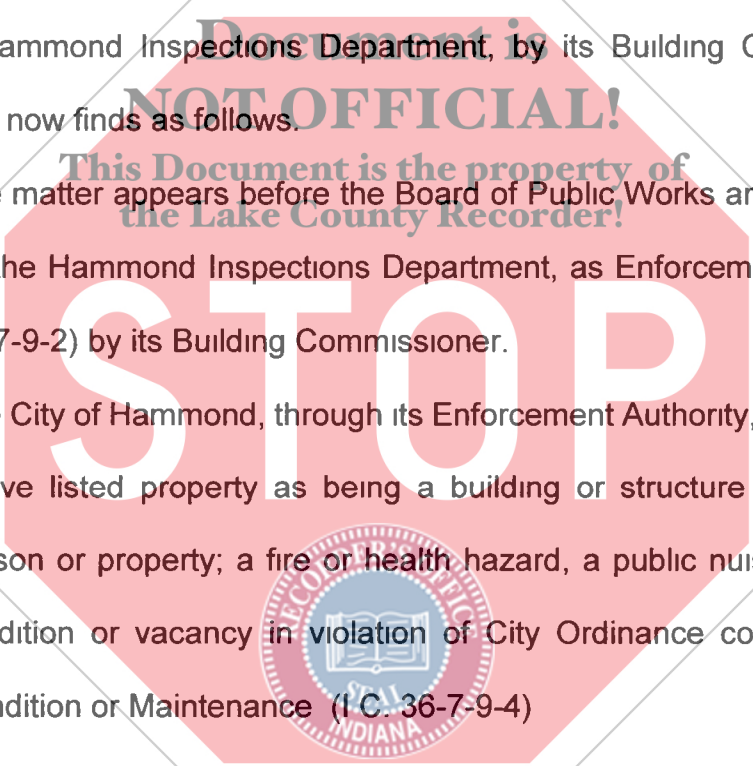 Document is
ammond Inspections Department, by its Building C
NOT OFFICIAL!
now finds as follows.
This Document is the property of
matter appears before the Board of Public Works ar
the Lake County Recorder!
he Hammond Inspections Department, as Enforcem
7-9-2) by its Building Commissioner.
City of Hammond, through its Enforcement Authority,
STOP
ve listed property as being a building or structure
son or property; a fire or health hazard, a public nuis
RECORDER'S OFFICE
dition or vacancy in violation of City Ordinance co
SEAL
ndition or Maintenance (I C. 36-7-9-4)
INDIANA